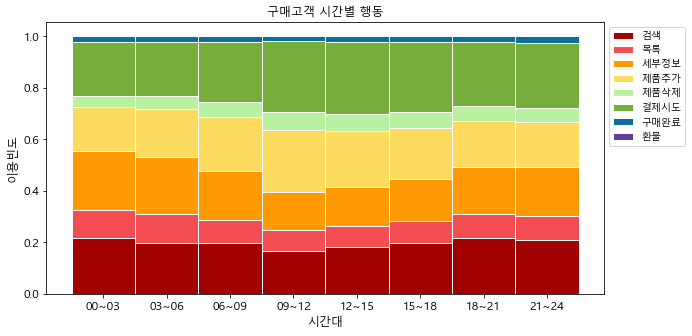 구매고객 시간별 행동
1.0
0.8
0.6
0.4
0.2
0.0
이용빈도
00~03 03~06 06~09 09~12 12~15 15~18 18~21 21~24
시간대
검색
목록
세부정보
제품추가
제품삭제
결제시도
구매완료
환불